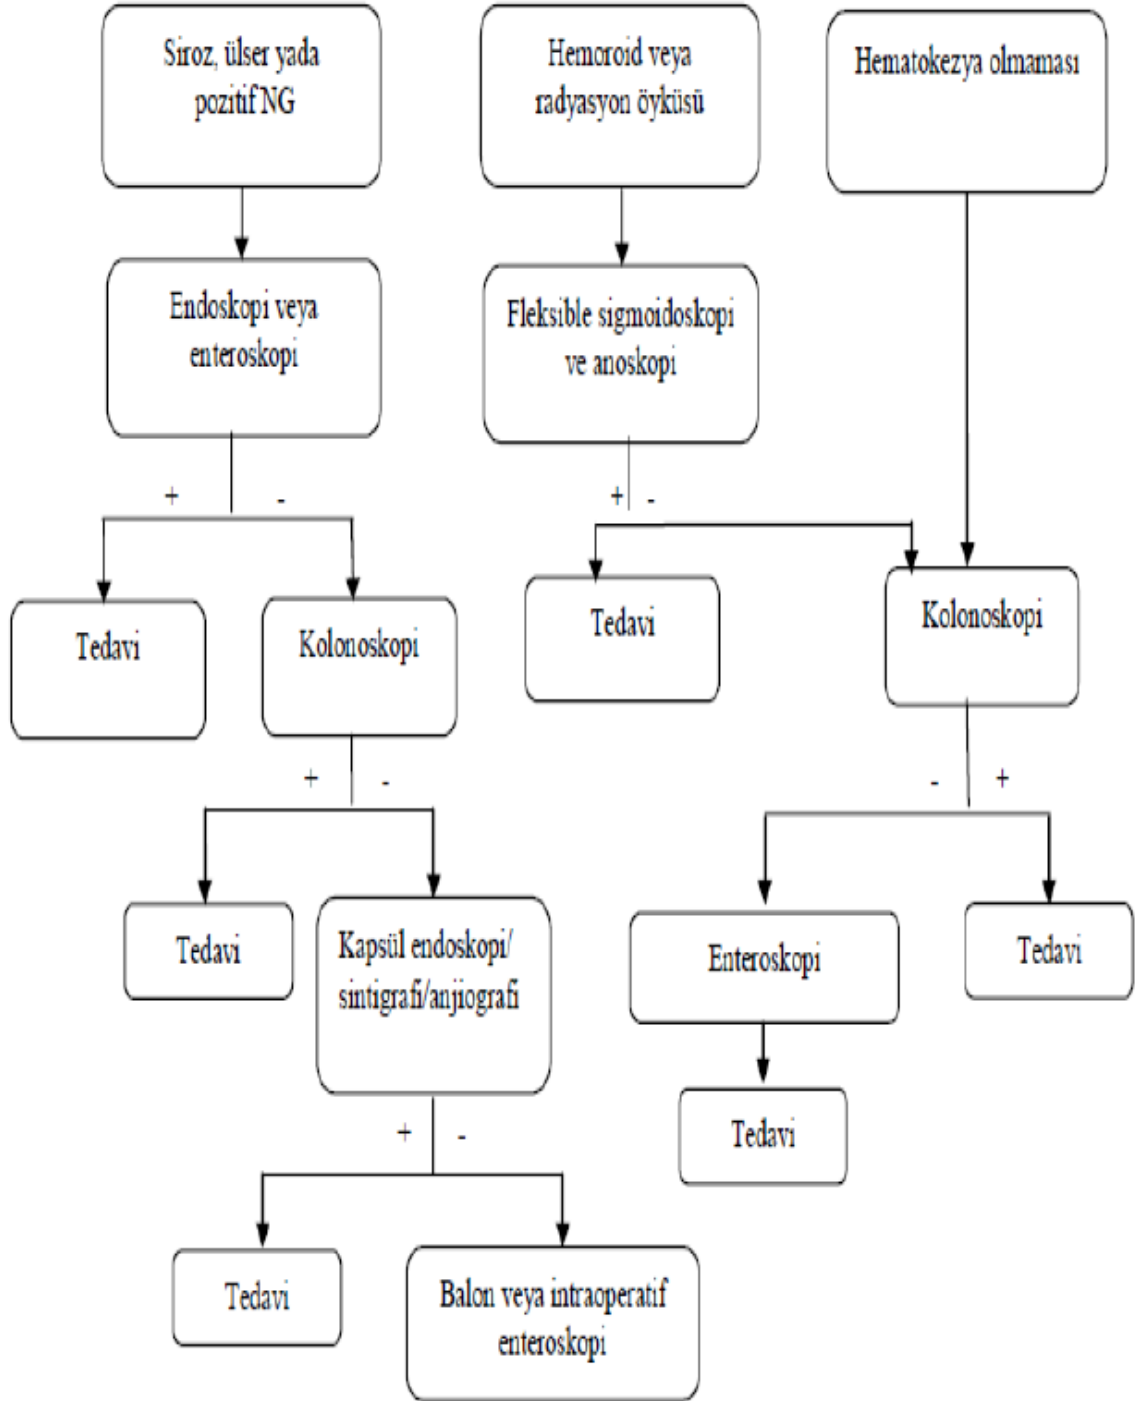 Siroz, ülser yada
pozitif NG
Hemoroid veya
radyasyon öyküsü
Hematokezya olmaması
Endoskopi veya
enteroskopi
Fleksible sigmoidoskopi
ve anoskopi
+
-
+
-
Tedavi
Kolonoskopi
Tedavi
Kolonoskopi
+
-
-
+
Tedavi
Kapsül endoskopi/
sintigrafi/anjiografi
Enteroskopi
Tedavi
+
-
Tedavi
Tedavi
Balon veya intraoperatif
enteroskopi